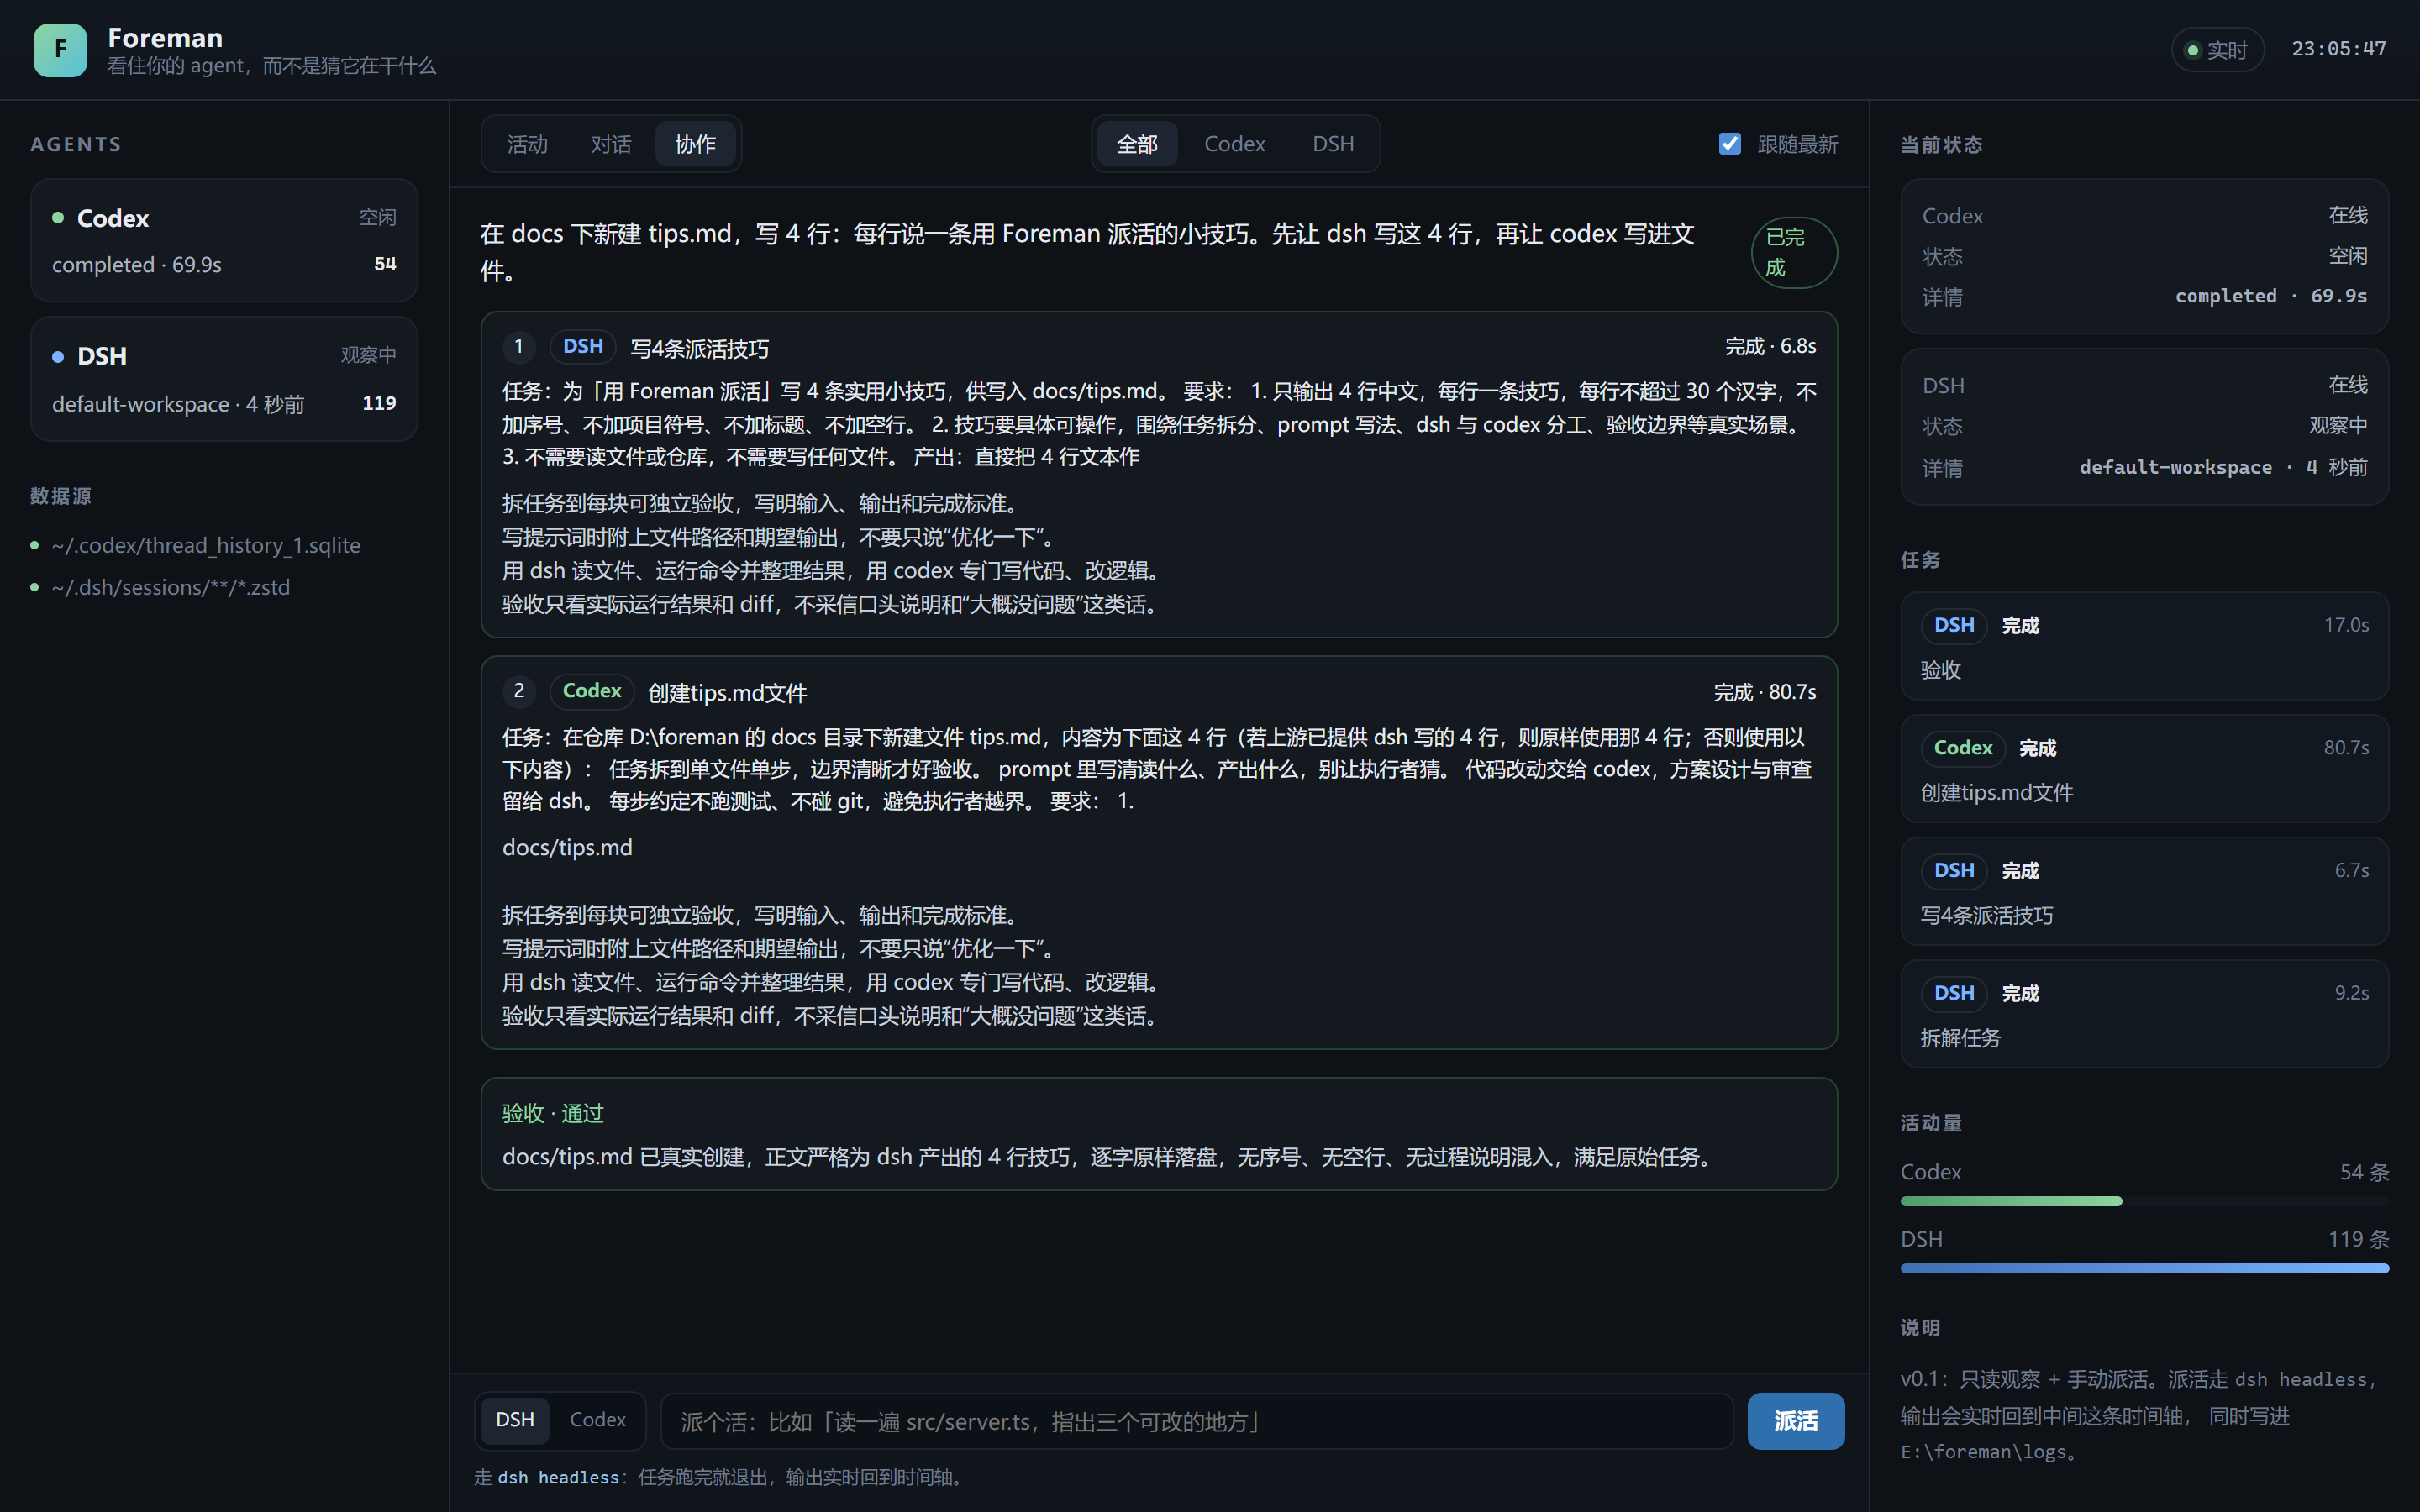 F
Foreman
看住你的 agent，而不是猜它在干什么
实时
23:05:47
AGENTS
Codex
空闲
completed · 69.9s
54
DSH
观察中
default-workspace · 4 秒前
119
数据源
~/.codex/thread_history_1.sqlite
~/.dsh/sessions/**/*.zstd
活动
对话
协作
全部
Codex
DSH
跟随最新
在 docs 下新建 tips.md，写 4 行：每行说一条用 Foreman 派活的小技巧。先让 dsh 写这 4 行，再让 codex 写进文
件。
已完
成
1
DSH
写4条派活技巧
完成 · 6.8s
任务：为「用 Foreman 派活」写 4 条实用小技巧，供写入 docs/tips.md。 要求： 1. 只输出 4 行中文，每行一条技巧，每行不超过 30 个汉字，不
加序号、不加项目符号、不加标题、不加空行。 2. 技巧要具体可操作，围绕任务拆分、prompt 写法、dsh 与 codex 分工、验收边界等真实场景。
3. 不需要读文件或仓库，不需要写任何文件。 产出：直接把 4 行文本作
拆任务到每块可独立验收，写明输入、输出和完成标准。
写提示词时附上文件路径和期望输出，不要只说“优化一下”。
用 dsh 读文件、运行命令并整理结果，用 codex 专门写代码、改逻辑。
验收只看实际运行结果和 diff，不采信口头说明和“大概没问题”这类话。
2
Codex
创建tips.md文件
完成 · 80.7s
任务：在仓库 D:\foreman 的 docs 目录下新建文件 tips.md，内容为下面这 4 行（若上游已提供 dsh 写的 4 行，则原样使用那 4 行；否则使用以
下内容）： 任务拆到单文件单步，边界清晰才好验收。 prompt 里写清读什么、产出什么，别让执行者猜。 代码改动交给 codex，方案设计与审查
留给 dsh。 每步约定不跑测试、不碰 git，避免执行者越界。 要求： 1.
docs/tips.md
拆任务到每块可独立验收，写明输入、输出和完成标准。
写提示词时附上文件路径和期望输出，不要只说“优化一下”。
用 dsh 读文件、运行命令并整理结果，用 codex 专门写代码、改逻辑。
验收只看实际运行结果和 diff，不采信口头说明和“大概没问题”这类话。
验收 · 通过
docs/tips.md 已真实创建，正文严格为 dsh 产出的 4 行技巧，逐字原样落盘，无序号、无空行、无过程说明混入，满足原始任务。
DSH
Codex
派个活：比如「读一遍 src/server.ts，指出三个可改的地方」
派活
走 dsh headless：任务跑完就退出，输出实时回到时间轴。
当前状态
Codex
在线
状态
空闲
详情
completed · 69.9s
DSH
在线
状态
观察中
详情
default-workspace · 4 秒前
任务
DSH
完成
17.0s
验收
Codex
完成
80.7s
创建tips.md文件
DSH
完成
6.7s
写4条派活技巧
DSH
完成
9.2s
拆解任务
活动量
Codex
54 条
DSH
119 条
说明
v0.1：只读观察 + 手动派活。派活走 dsh headless，
输出会实时回到中间这条时间轴， 同时写进
E:\foreman\logs。